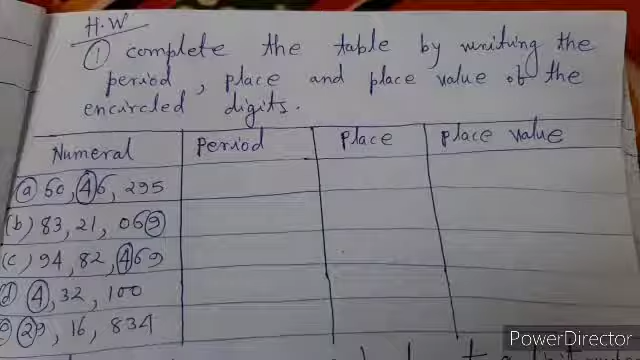 H.W
① complete the table by writing the
period, place and place value of the
encircled digits.
Numeral Period Place Place value
(a) 50,46,295
(b) 83,21,069
(c) 94,82,469
(d) 4,32,100
29,16,834
PowerDirector